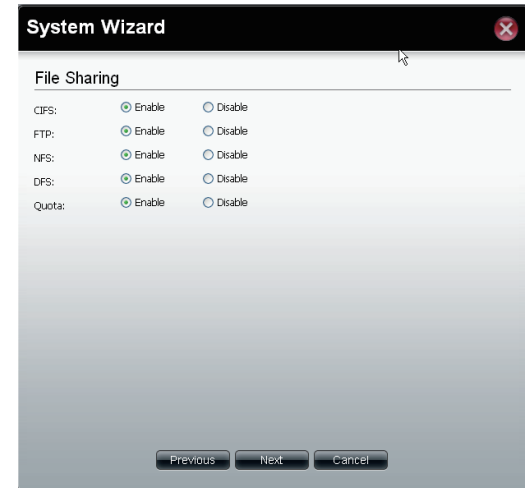 System Wizard
File Sharing
CIFS: Enable Disable
FTP: Enable Disable
NFS: Enable Disable
DFS: Enable Disable
Quota: Enable Disable
Previous Next Cancel